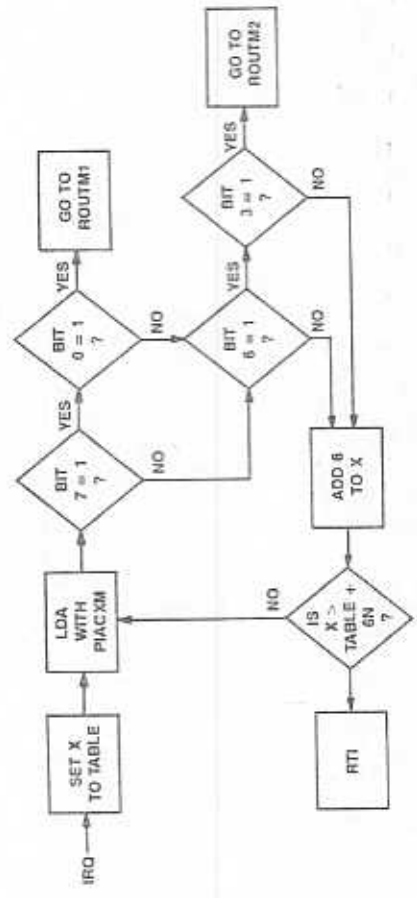 IRQ
SET X
TO TABLE
LDA
WITH
PIACXM
BIT
7 = 1
?
YES
NO
BIT
0 = 1
?
YES
NO
GO TO
ROUTM1
BIT
6 = 1
?
YES
NO
BIT
3 = 1
?
YES
NO
GO TO
ROUTM2
ADD 6
TO X
IS
X >
TABLE +
6N
?
NO
RTI